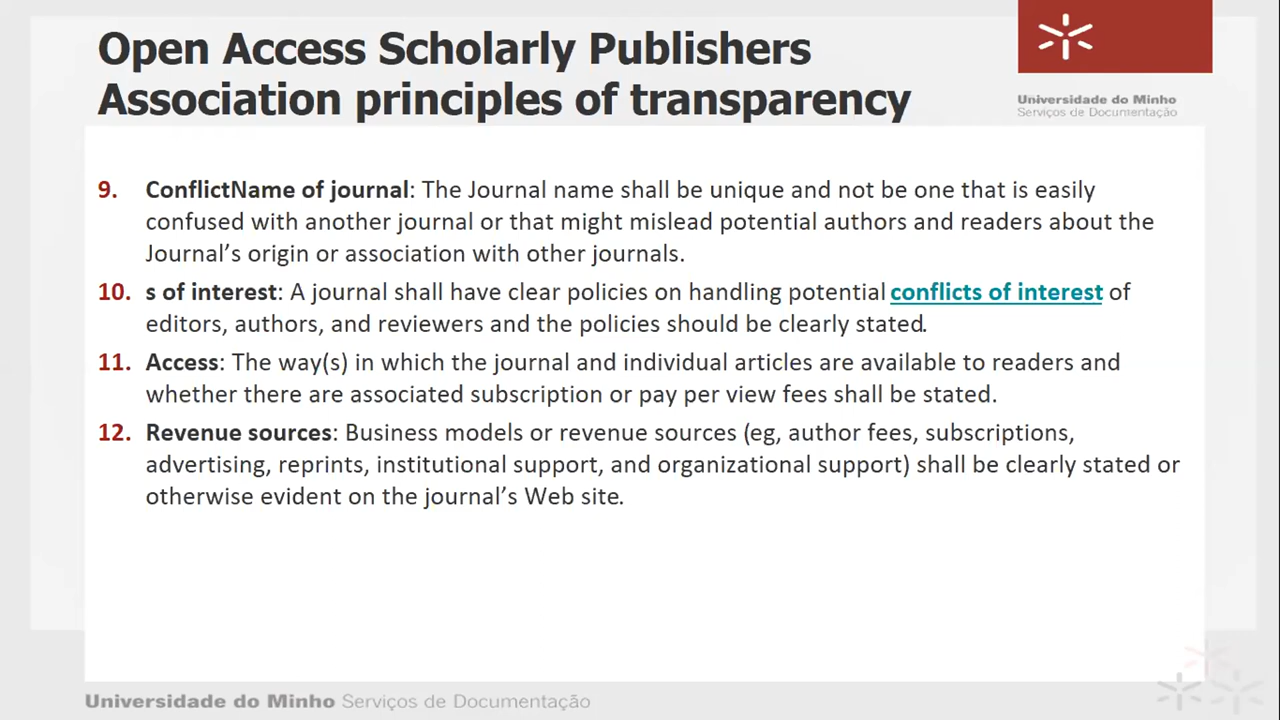 Open Access Scholarly Publishers
Association principles of transparency
Universidade do Minho
Serviços de Documentação
9. ConflictName of journal: The Journal name shall be unique and not be one that is easily
confused with another journal or that might mislead potential authors and readers about the
Journal’s origin or association with other journals.
10. s of interest: A journal shall have clear policies on handling potential conflicts of interest of
editors, authors, and reviewers and the policies should be clearly stated.
11. Access: The way(s) in which the journal and individual articles are available to readers and
whether there are associated subscription or pay per view fees shall be stated.
12. Revenue sources: Business models or revenue sources (eg, author fees, subscriptions,
advertising, reprints, institutional support, and organizational support) shall be clearly stated or
otherwise evident on the journal’s Web site.
Universidade do Minho Serviços de Documentação